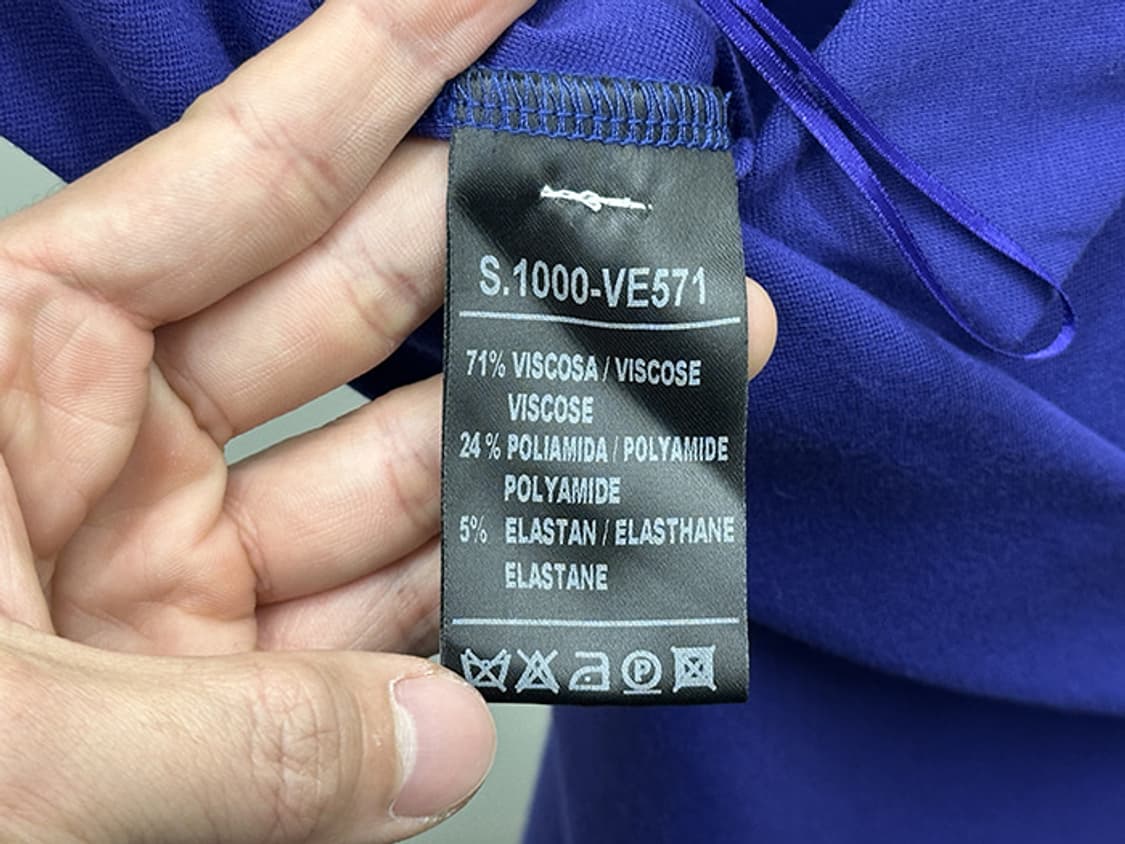 S.1000-VE571
71% VISCOSA / VISCOSE
VISCOSE
24 % POLIAMIDA / POLYAMIDE
POLYAMIDE
5% ELASTAN / ELASTHANE
ELASTANE
P